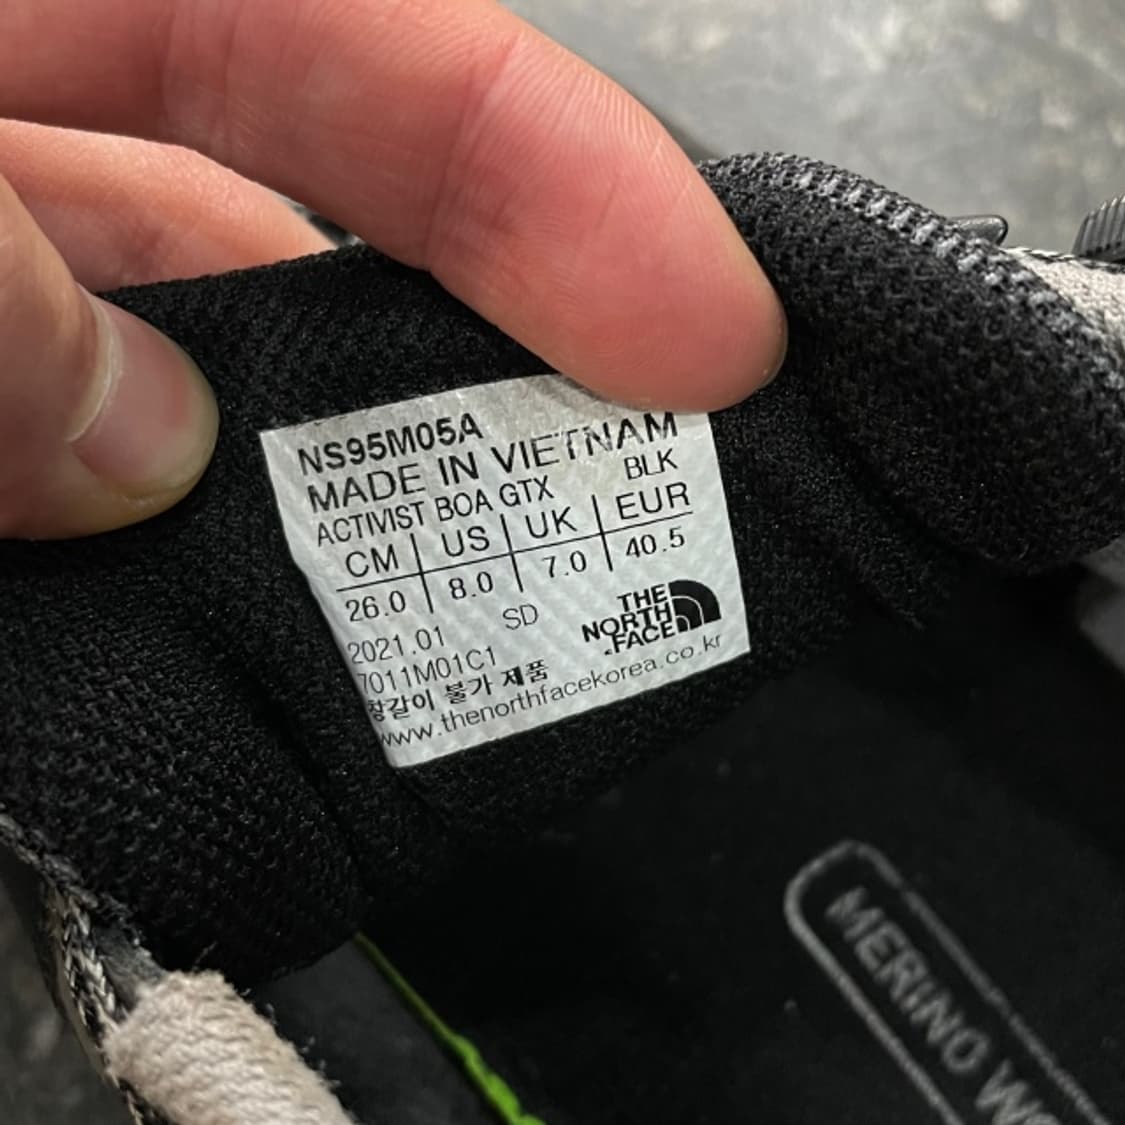 NS95M05A
MADE IN VIETNAM
ACTIVIST BOA GTX BLK
CM US UK EUR
26.0 8.0 7.0 40.5
2021.01 SD
7011M01C1
창갈이 불가 제품
THE
NORTH
FACE
www.thenorthfacekorea.co.kr
MERINO